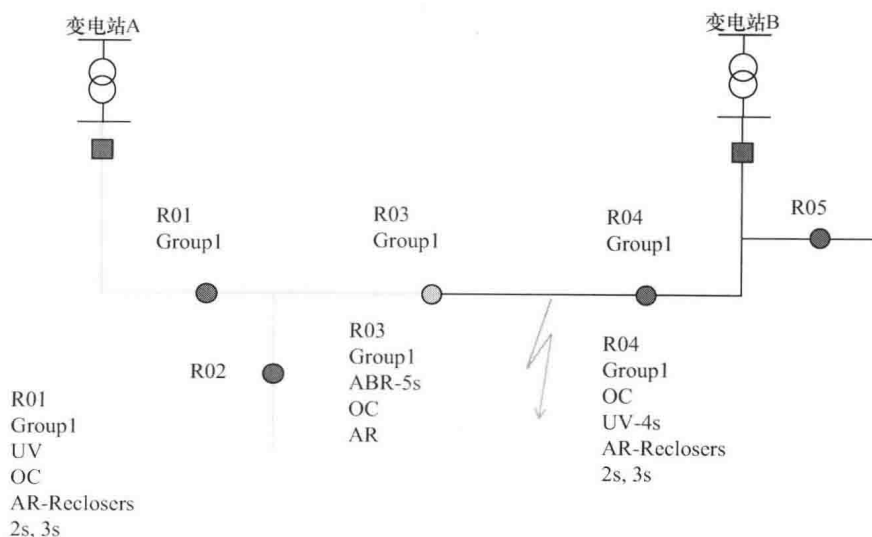 变电站A
变电站B
R01
Group1
R03
Group1
R04
Group1
R05
R02
R01
Group1
UV
OC
AR-Reclosers
2s, 3s
R03
Group1
ABR-5s
OC
AR
R04
Group1
OC
UV-4s
AR-Reclosers
2s, 3s